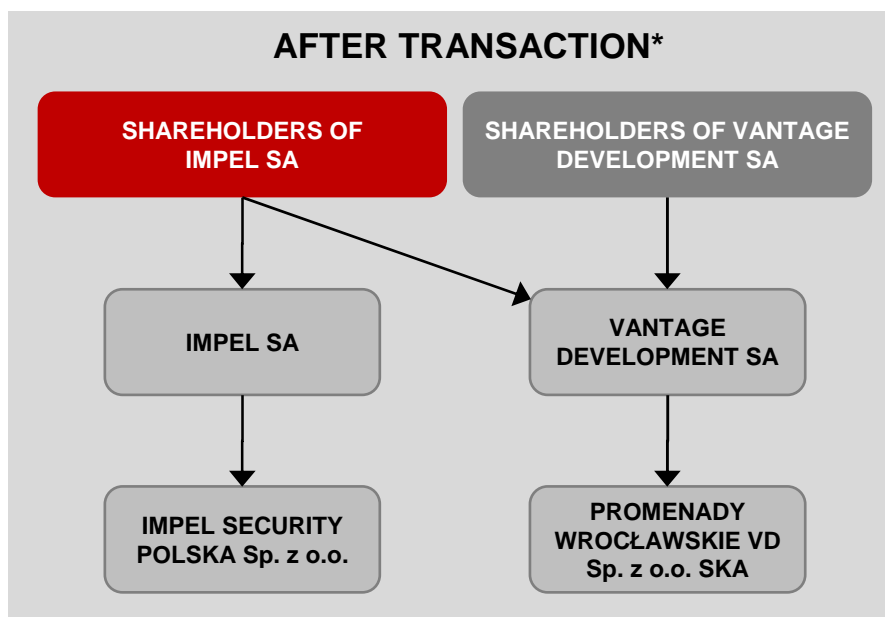 AFTER TRANSACTION*
SHAREHOLDERS OF
IMPEL SA
SHAREHOLDERS OF VANTAGE
DEVELOPMENT SA
IMPEL SA
VANTAGE
DEVELOPMENT SA
IMPEL SECURITY
POLSKA Sp. z o.o.
PROMENADY
WROCŁAWSKIE VD
Sp. z o.o. SKA